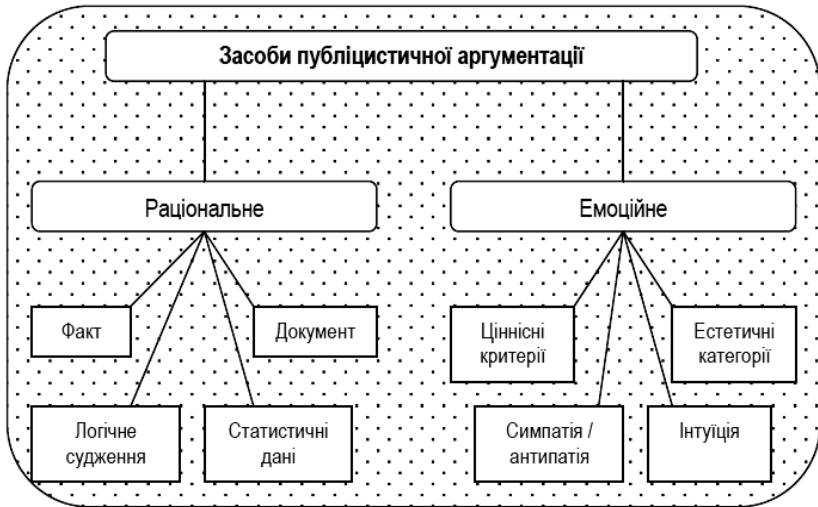 Засоби публіцистичної аргументації
Раціональне
Емоційне
Факт
Документ
Ціннісні
критерії
Естетичні
категорії
Логічне
судження
Статистичні
дані
Симпатія /
антипатія
Інтуїція